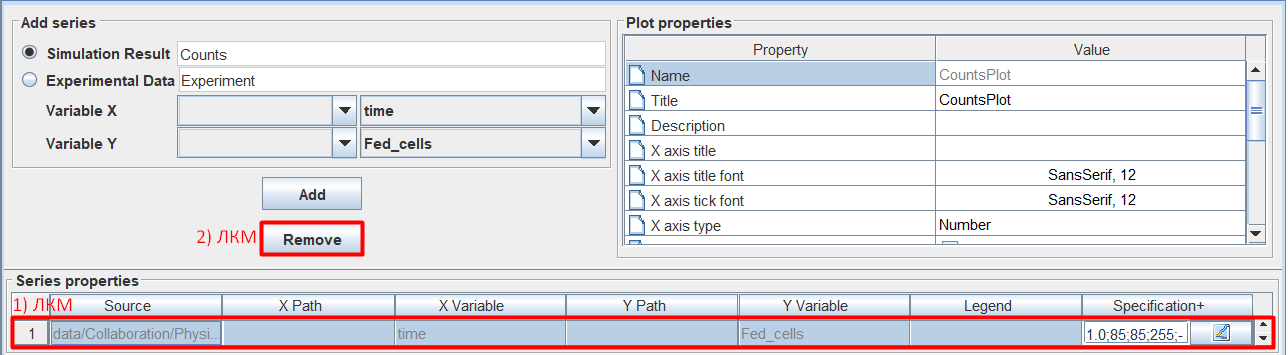 Add series
Simulation Result Counts
Experimental Data Experiment
Variable X time
Variable Y Fed_cells
Add
2) ЛКМ Remove
Plot properties
Property Value
Name CountsPlot
Title CountsPlot
Description
X axis title
X axis title font SansSerif, 12
X axis tick font SansSerif, 12
X axis type Number
Series properties
1) ЛКМ Source X Path X Variable Y Path Y Variable Legend Specification+
1 data/Collaboration/Physi... time Fed_cells 1.0;85;85;255;-